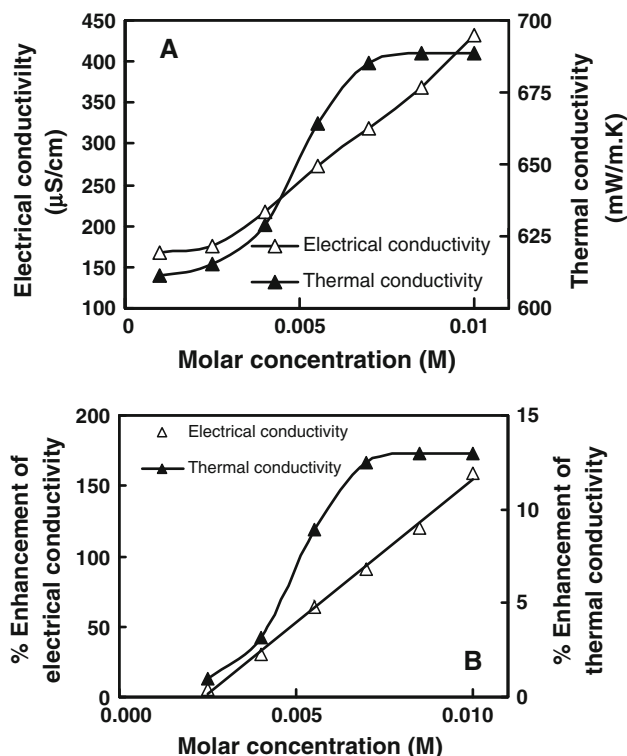 A
450
400
350
300
250
200
150
100
Electrical conductivilty
(µS/cm)
700
675
650
625
600
Thermal conductivity
(mW/m.K)
Electrical conductivity
Thermal conductivity
0
0.005
0.01
Molar concentration (M)
200
150
100
50
0
% Enhancement of
electrical conductivity
Electrical conductivity
Thermal conductivity
15
10
5
0
% Enhancement of
thermal conductivity
B
0.000
0.005
0.010
Molar concentration (M)